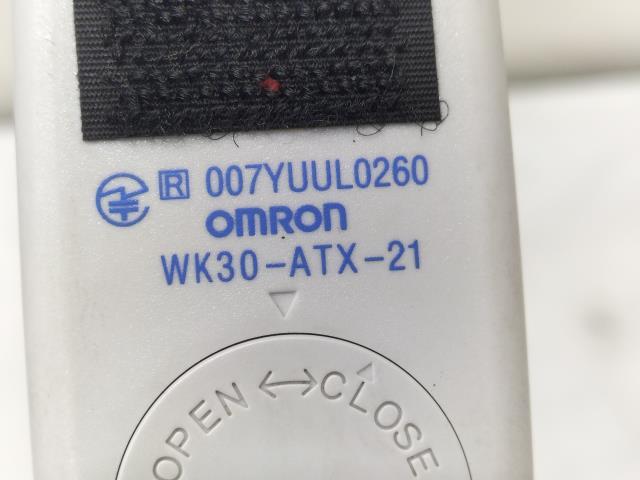 R 007YUUL0260
OMRON
WK30-ATX-21
OPEN ↔ CLOSE